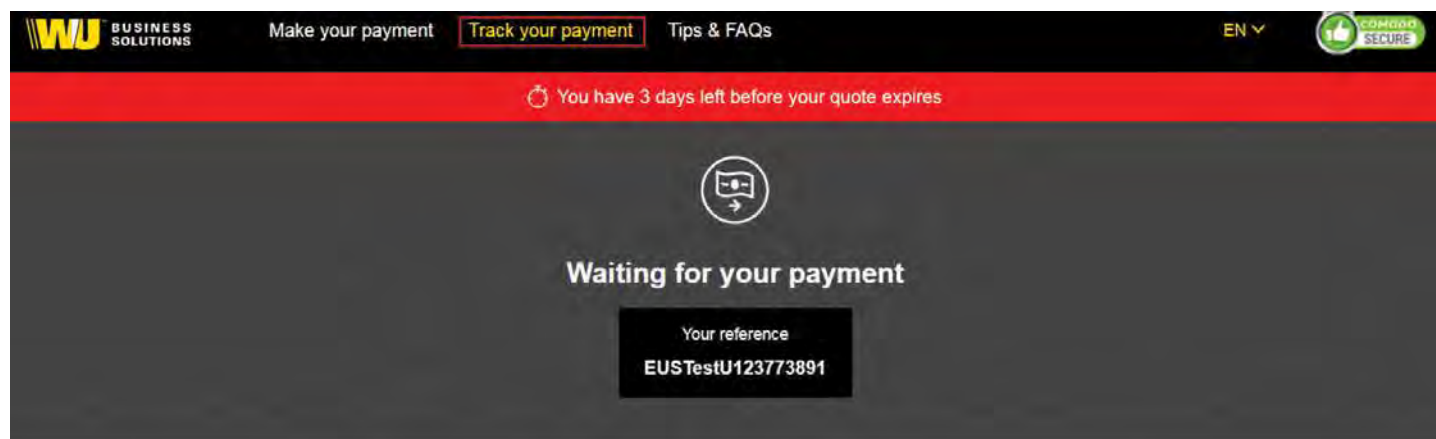 WU BUSINESS SOLUTIONS Make your payment Track your payment Tips & FAQs EN COMODO SECURE
You have 3 days left before your quote expires
Waiting for your payment
Your reference
EUSTestU123773891